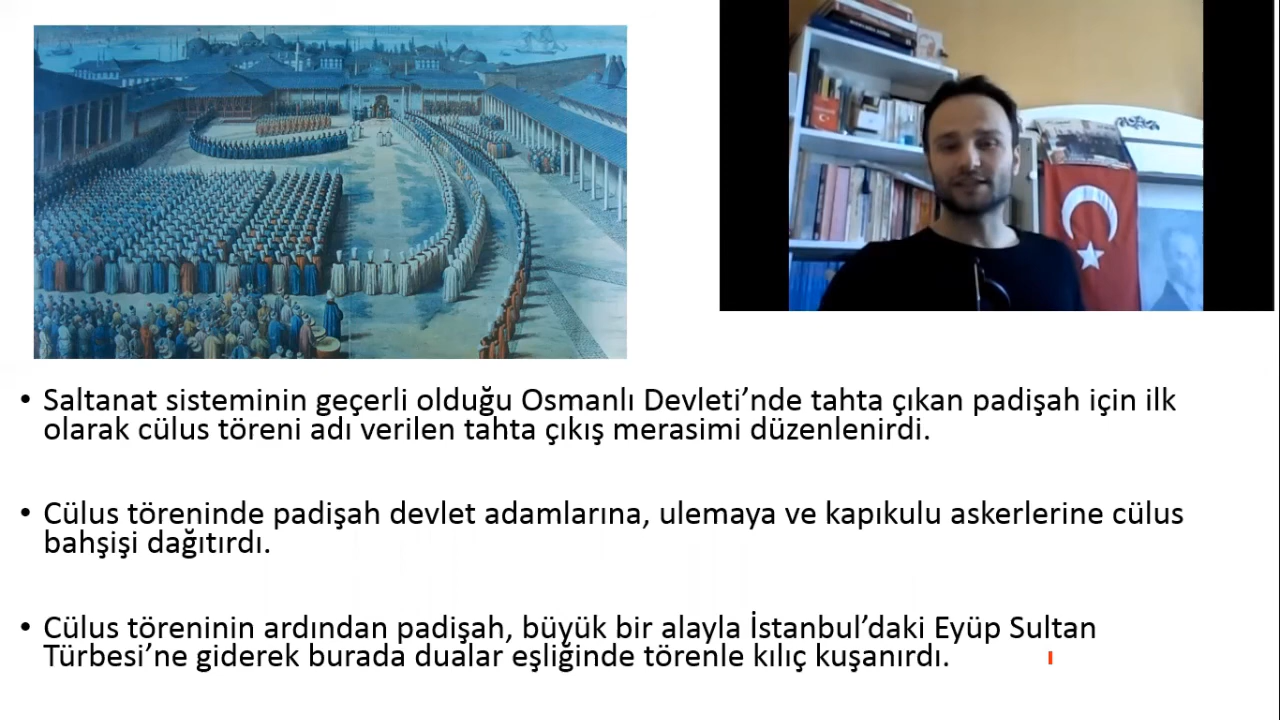 • Saltanat sisteminin geçerli olduğu Osmanlı Devleti’nde tahta çıkan padişah için ilk
olarak cülus töreni adı verilen tahta çıkış merasimi düzenlenirdi.
• Cülus töreninde padişah devlet adamlarına, ulemaya ve kapıkulu askerlerine cülus
bahşişi dağıtırdı.
• Cülus töreninin ardından padişah, büyük bir alayla İstanbul’daki Eyüp Sultan
Türbesi’ne giderek burada dualar eşliğinde törenle kılıç kuşanırdı.